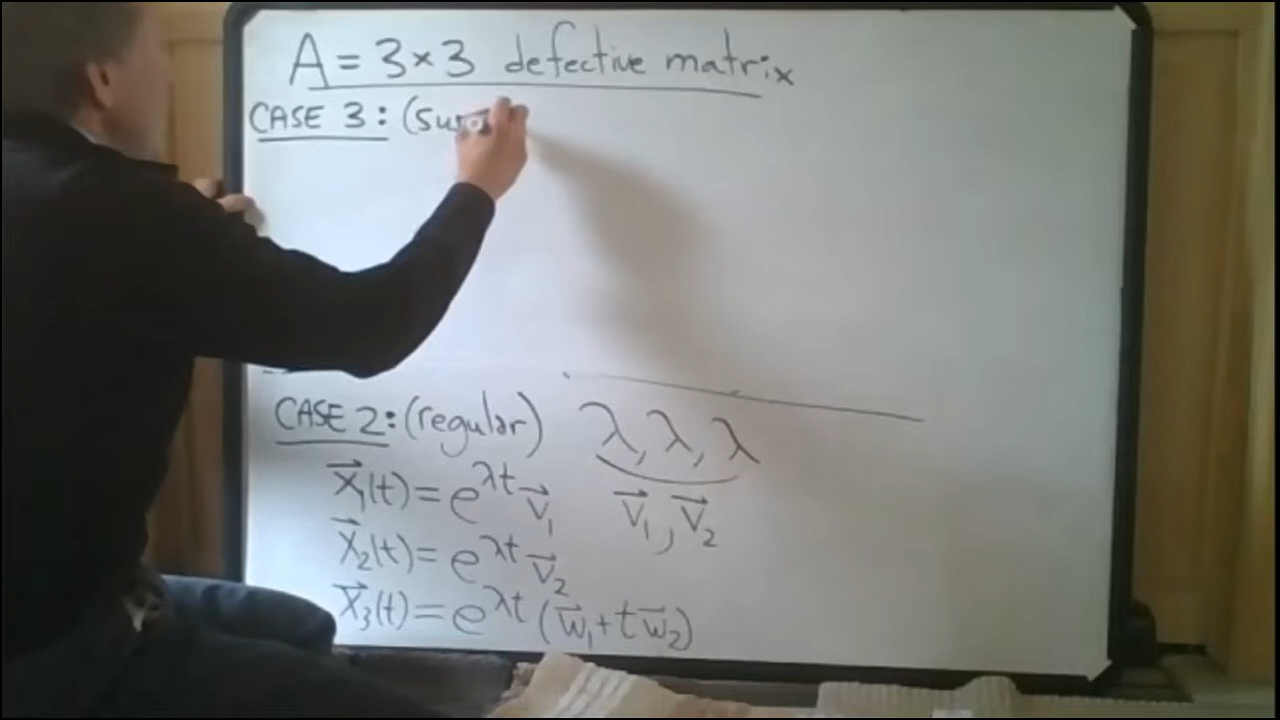 A = 3×3 defective matrix
CASE 3: (su
CASE 2: (regular) λ, λ, λ
x⃗₁(t) = e^{λt} v⃗₁ v⃗₁, v⃗₂
x⃗₂(t) = e^{λt} v⃗₂
x⃗₃(t) = e^{λt} (w⃗₁ + t w⃗₂)